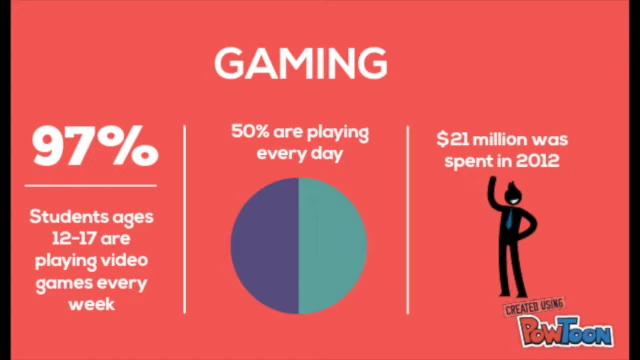 GAMING
97%
Students ages
12-17 are
playing video
games every
week
50% are playing
every day
$21 million was
spent in 2012
CREATED USING
POWTOON